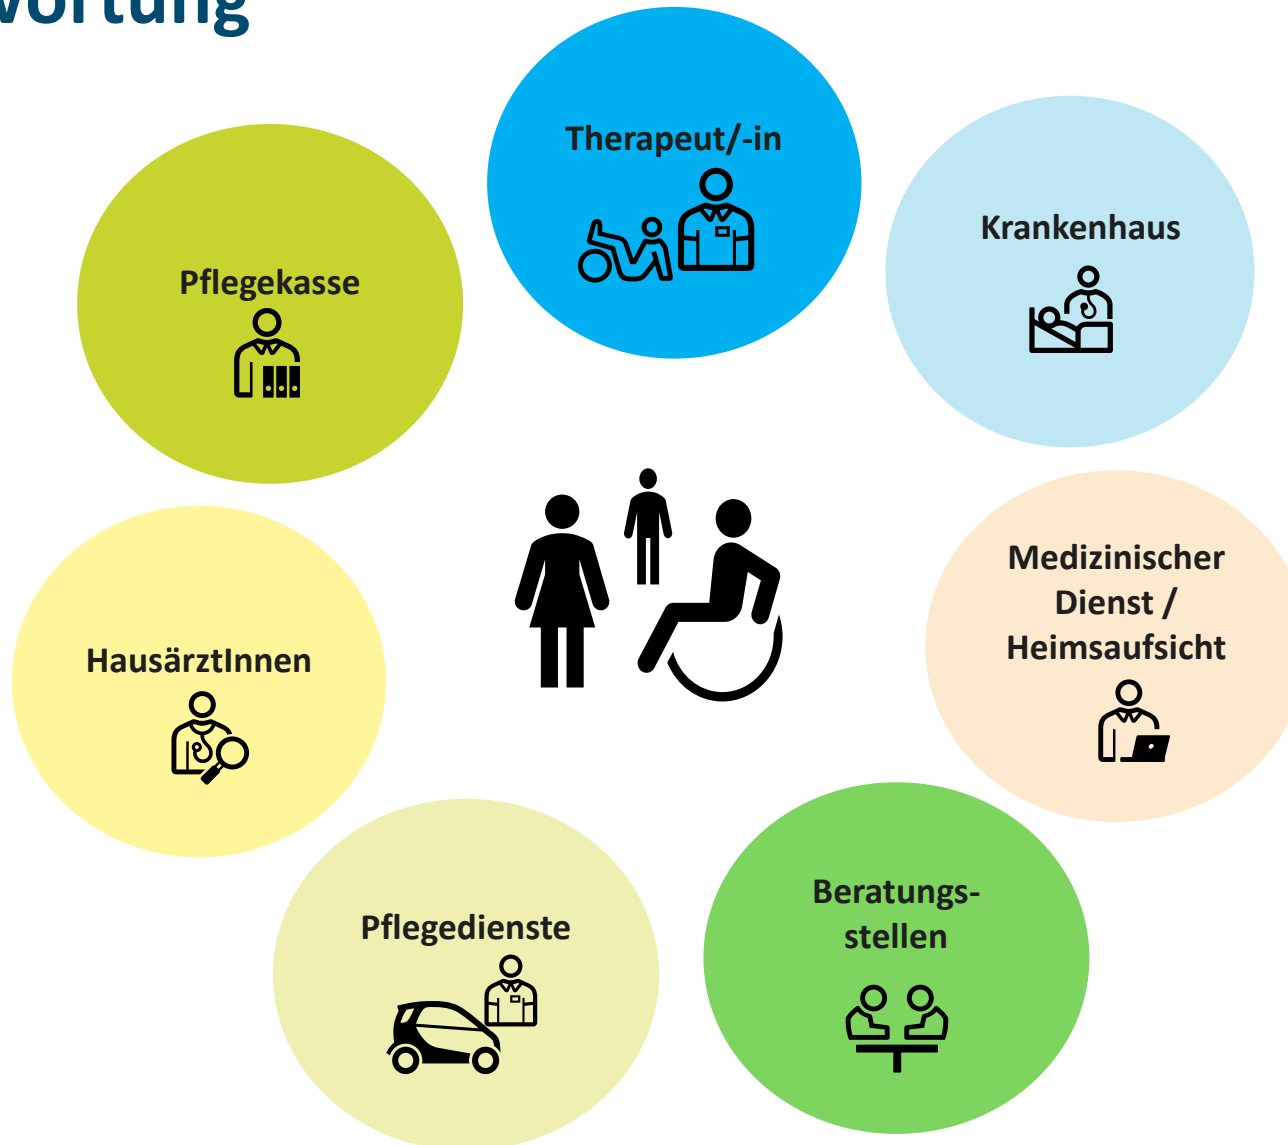 wortung
Therapeut/-in
Krankenhaus
Pflegekasse
Medizinischer
Dienst /
Heimsaufsicht
HausärztInnen
Beratungs-
stellen
Pflegedienste